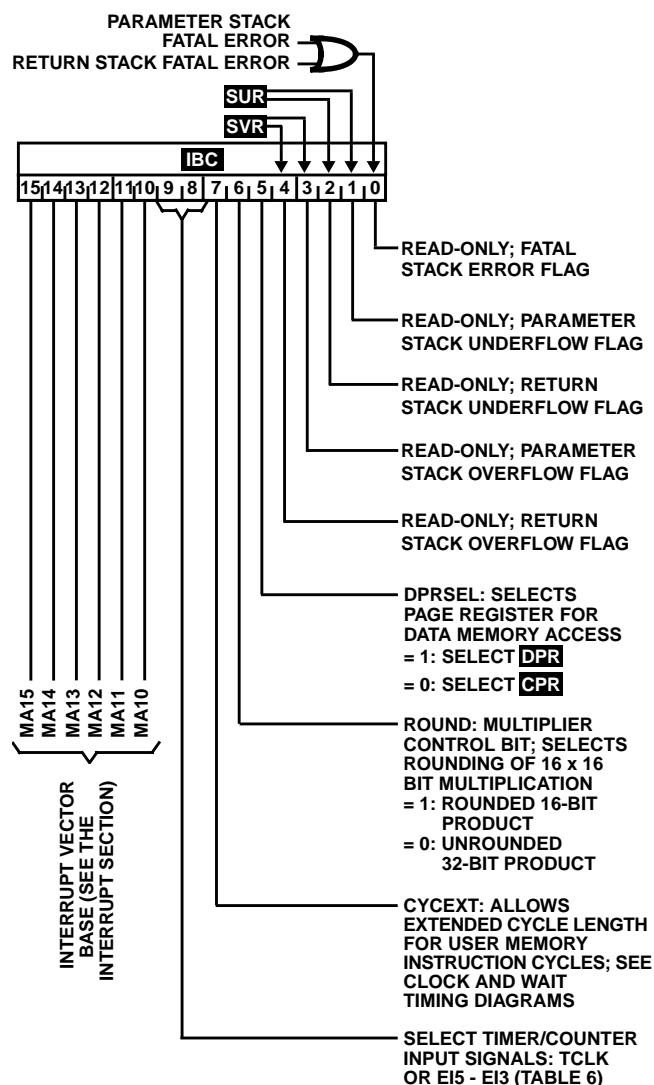 PARAMETER STACK
FATAL ERROR
RETURN STACK FATAL ERROR
SUR
SVR
IBC
15 14 13 12 11 10 9 8 7 6 5 4 3 2 1 0
READ-ONLY; FATAL
STACK ERROR FLAG
READ-ONLY; PARAMETER
STACK UNDERFLOW FLAG
READ-ONLY; RETURN
STACK UNDERFLOW FLAG
READ-ONLY; PARAMETER
STACK OVERFLOW FLAG
READ-ONLY; RETURN
STACK OVERFLOW FLAG
DPRSEL: SELECTS
PAGE REGISTER FOR
DATA MEMORY ACCESS
= 1: SELECT DPR
= 0: SELECT CPR
ROUND: MULTIPLIER
CONTROL BIT; SELECTS
ROUNDING OF 16 x 16
BIT MULTIPLICATION
= 1: ROUNDED 16-BIT
PRODUCT
= 0: UNROUNDED
32-BIT PRODUCT
CYCEXT: ALLOWS
EXTENDED CYCLE LENGTH
FOR USER MEMORY
INSTRUCTION CYCLES; SEE
CLOCK AND WAIT
TIMING DIAGRAMS
SELECT TIMER/COUNTER
INPUT SIGNALS: TCLK
OR EI5 - EI3 (TABLE 6)
MA15
MA14
MA13
MA12
MA11
MA10
INTERRUPT VECTOR
BASE (SEE THE
INTERRUPT SECTION)